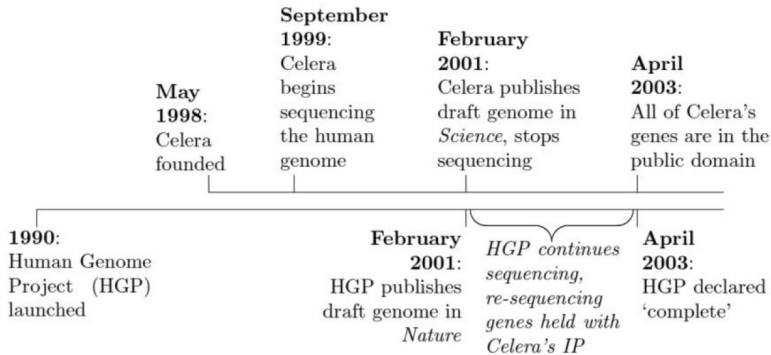 May
1998:
Celera
founded
September
1999:
Celera
begins
sequencing
the human
genome
February
2001:
Celera publishes
draft genome in
Science, stops
sequencing
April
2003:
All of Celera's
genes are in the
public domain
1990:
Human Genome
Project (HGP)
launched
February
2001:
HGP publishes
draft genome in
Nature
HGP continues
sequencing,
re-sequencing
genes held with
Celera's IP
April
2003:
HGP declared
‘complete’